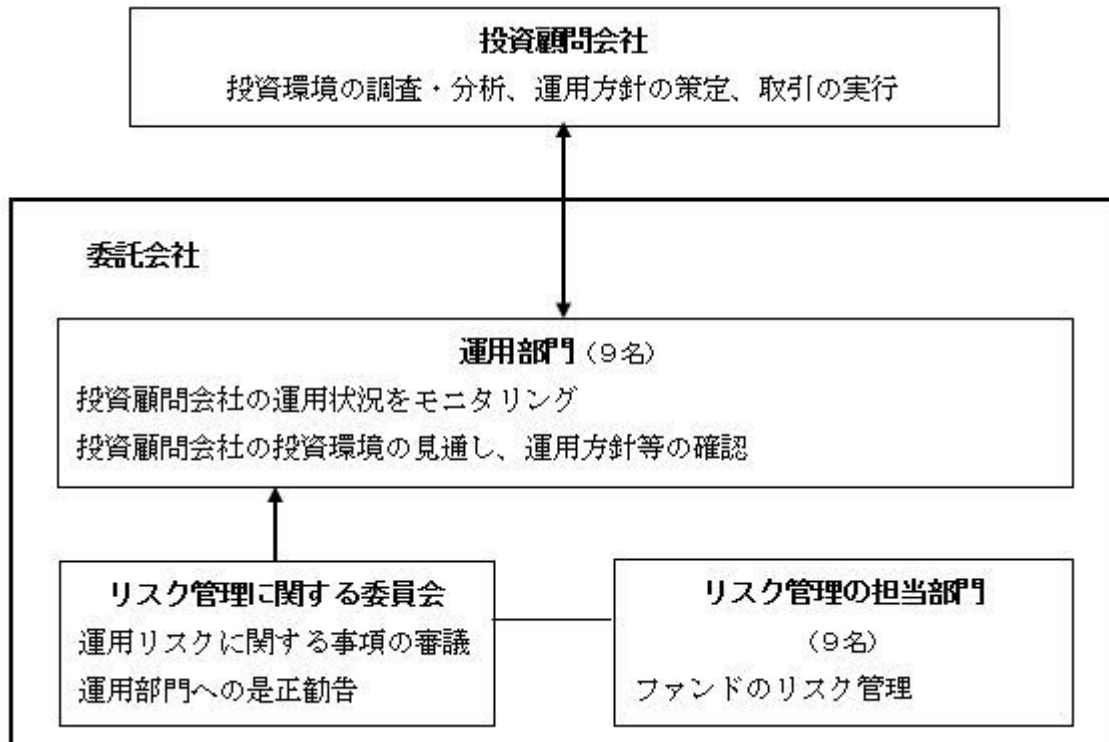 投資顧問会社
投資環境の調査・分析、運用方針の策定、取引の実行
委託会社
運用部門（９名）
投資顧問会社の運用状況をモニタリング
投資顧問会社の投資環境の見通し、運用方針等の確認
リスク管理に関する委員会
運用リスクに関する事項の審議
運用部門への是正勧告
リスク管理の担当部門
（９名）
ファンドのリスク管理